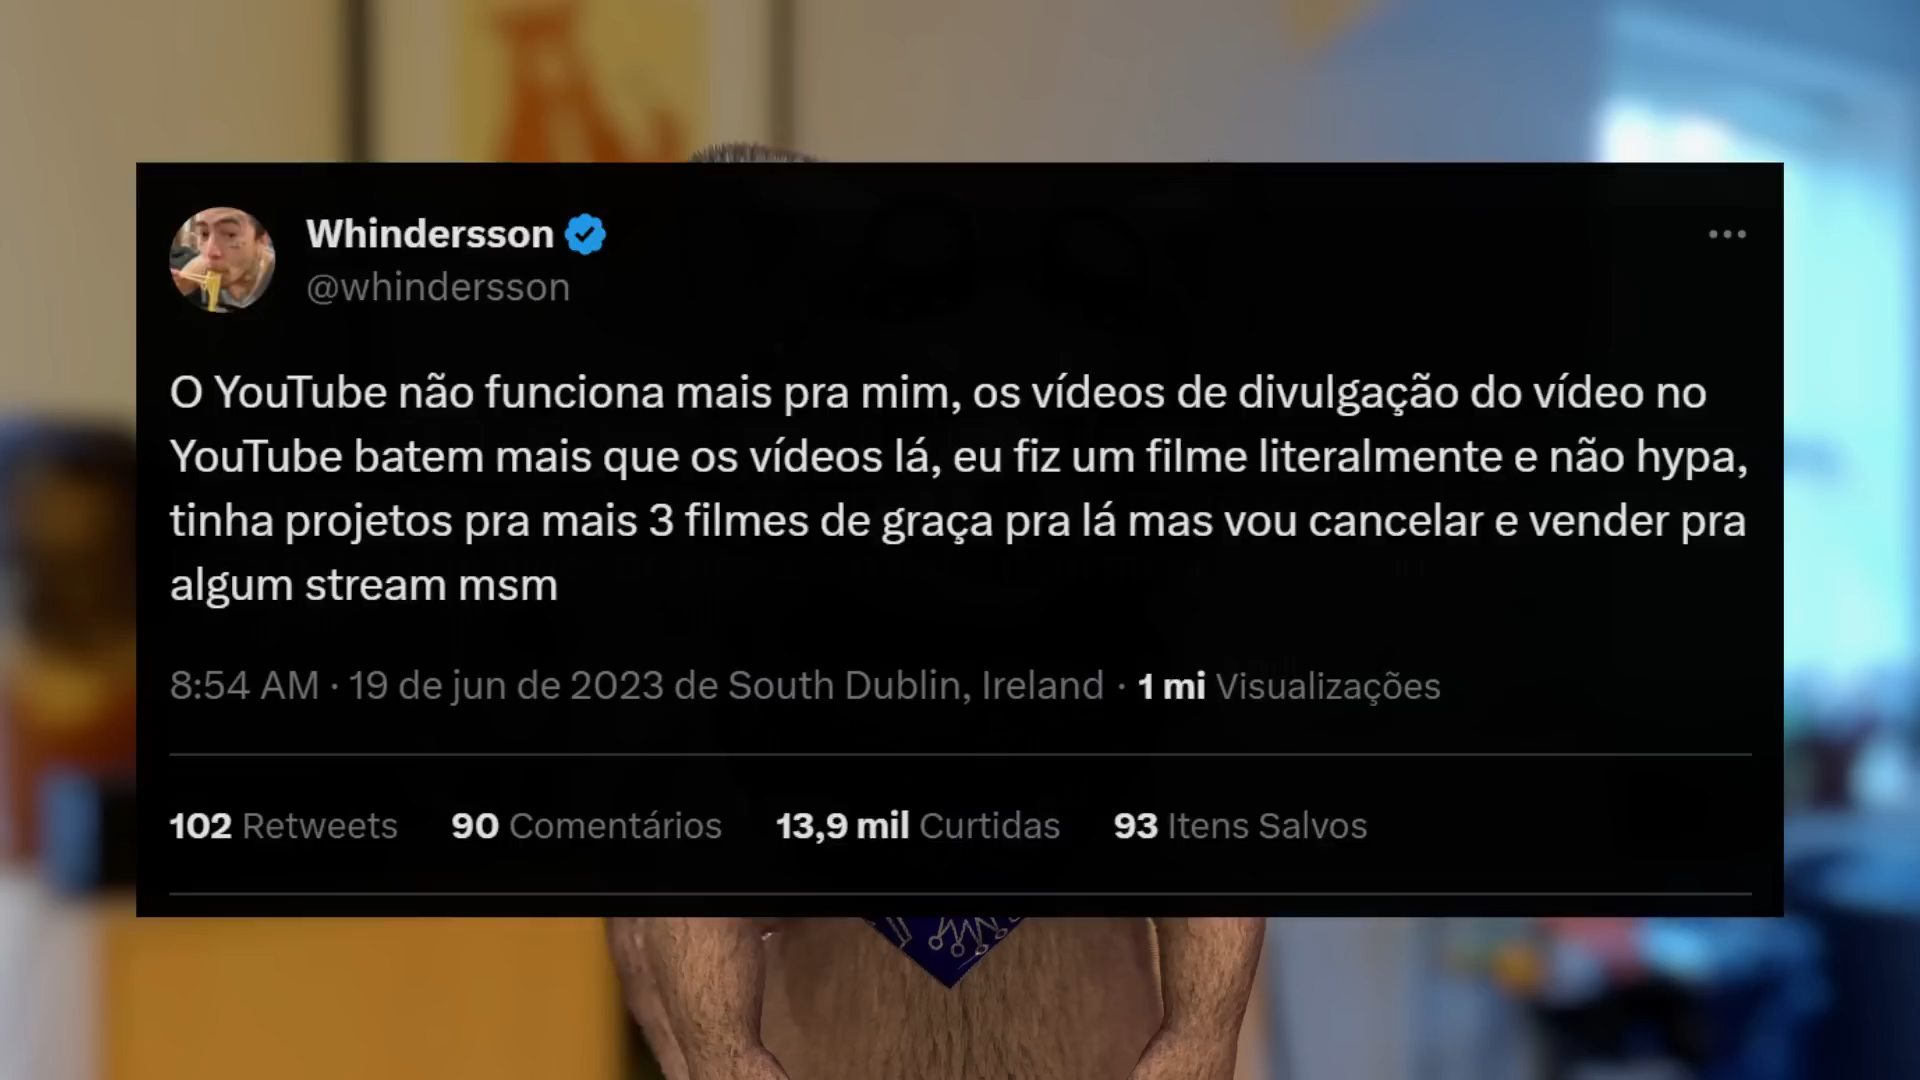 Whindersson
@whindersson
O YouTube não funciona mais pra mim, os vídeos de divulgação do vídeo no
YouTube batem mais que os vídeos lá, eu fiz um filme literalmente e não hypa,
tinha projetos pra mais 3 filmes de graça pra lá mas vou cancelar e vender pra
algum stream msm
8:54 AM · 19 de jun de 2023 de South Dublin, Ireland · 1 mi Visualizações
102 Retweets 90 Comentários 13,9 mil Curtidas 93 Itens Salvos